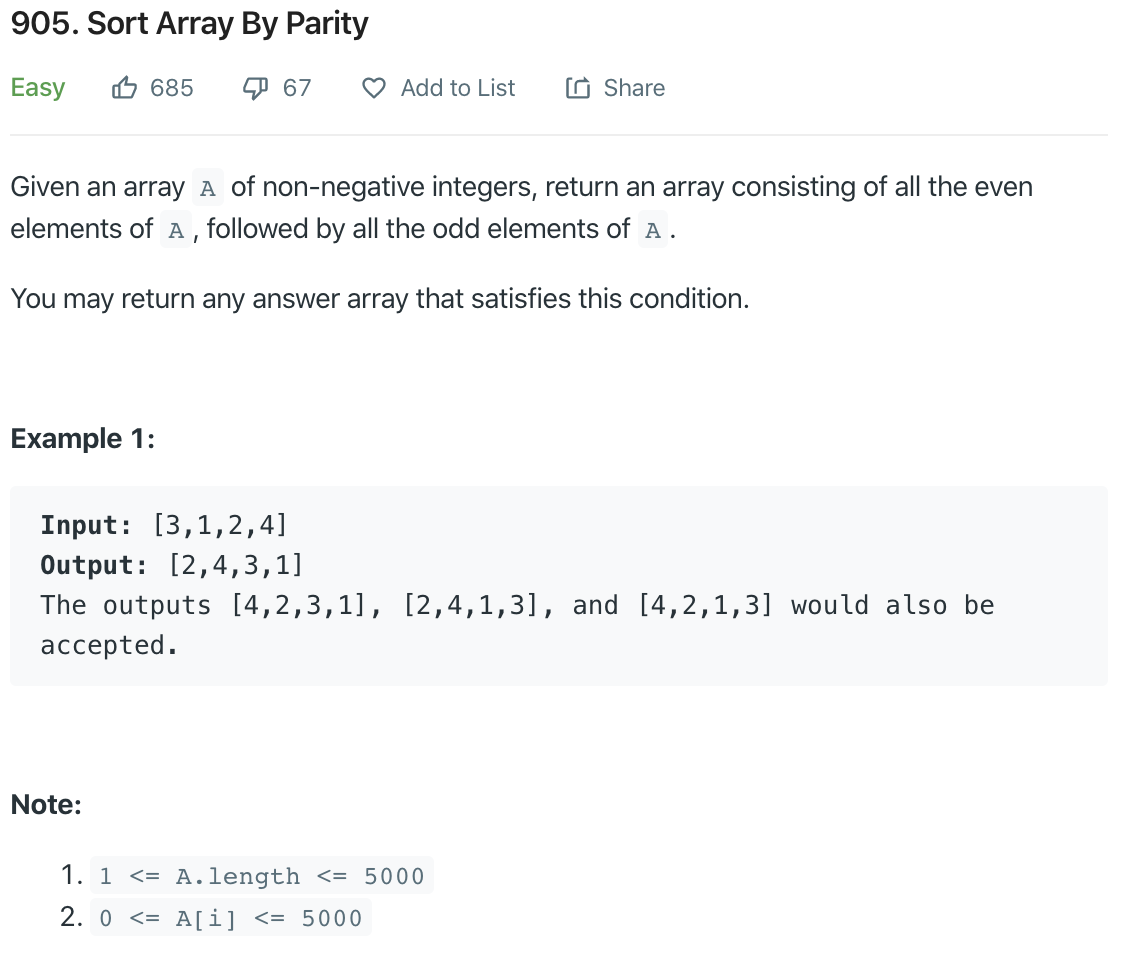 905. Sort Array By Parity
Easy 685 67 Add to List Share
Given an array A of non-negative integers, return an array consisting of all the even
elements of A , followed by all the odd elements of A .
You may return any answer array that satisfies this condition.
Example 1:
Input: [3,1,2,4]
Output: [2,4,3,1]
The outputs [4,2,3,1], [2,4,1,3], and [4,2,1,3] would also be
accepted.
Note:
1. 1 <= A.length <= 5000
2. 0 <= A[i] <= 5000